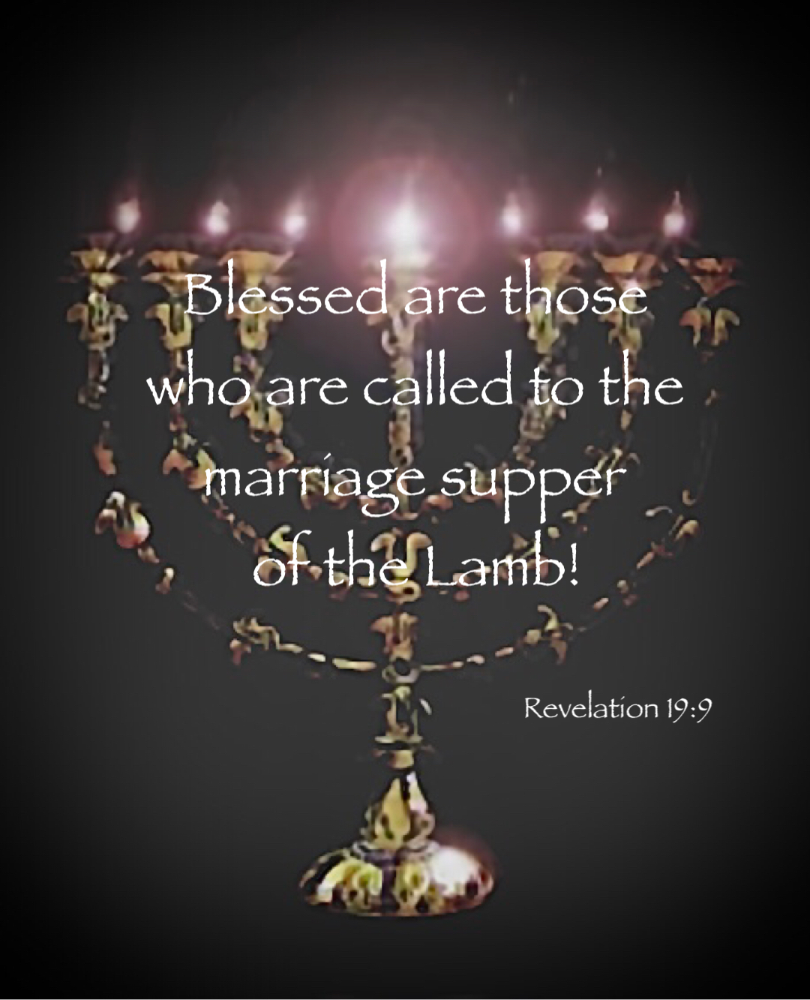 Blessed are those
who are called to the
marriage supper
of the Lamb!
Revelation 19:9